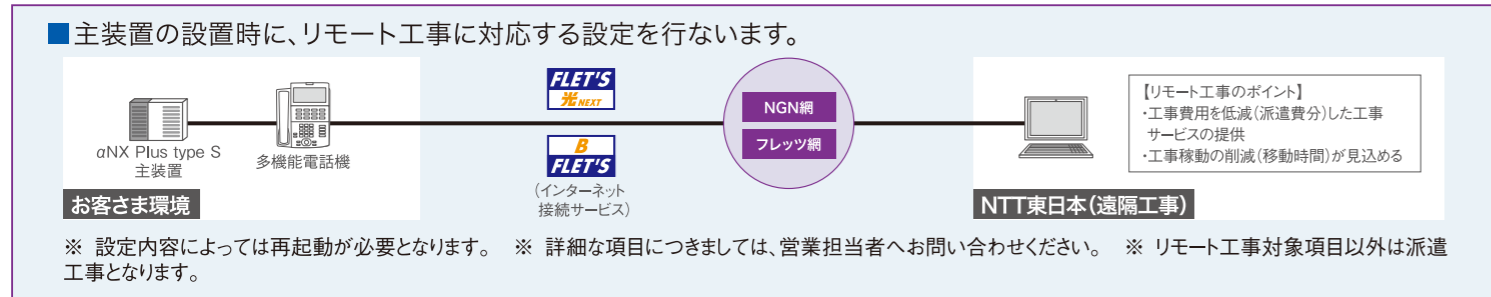 ■主装置の設置時に、リモート工事に対応する設定を行ないます。
αNX Plus type S
主装置
多機能電話機
お客さま環境
FLET'S
光 NEXT
B
FLET'S
(インターネット
接続サービス)
NGN網
フレッツ網
【リモート工事のポイント】
・工事費用を低減(派遣費分)した工事
サービスの提供
・工事稼動の削減(移動時間)が見込める
NTT東日本(遠隔工事)
※ 設定内容によっては再起動が必要となります。 ※ 詳細な項目につきましては、営業担当者へお問い合わせください。 ※ リモート工事対象項目以外は派遣
工事となります。